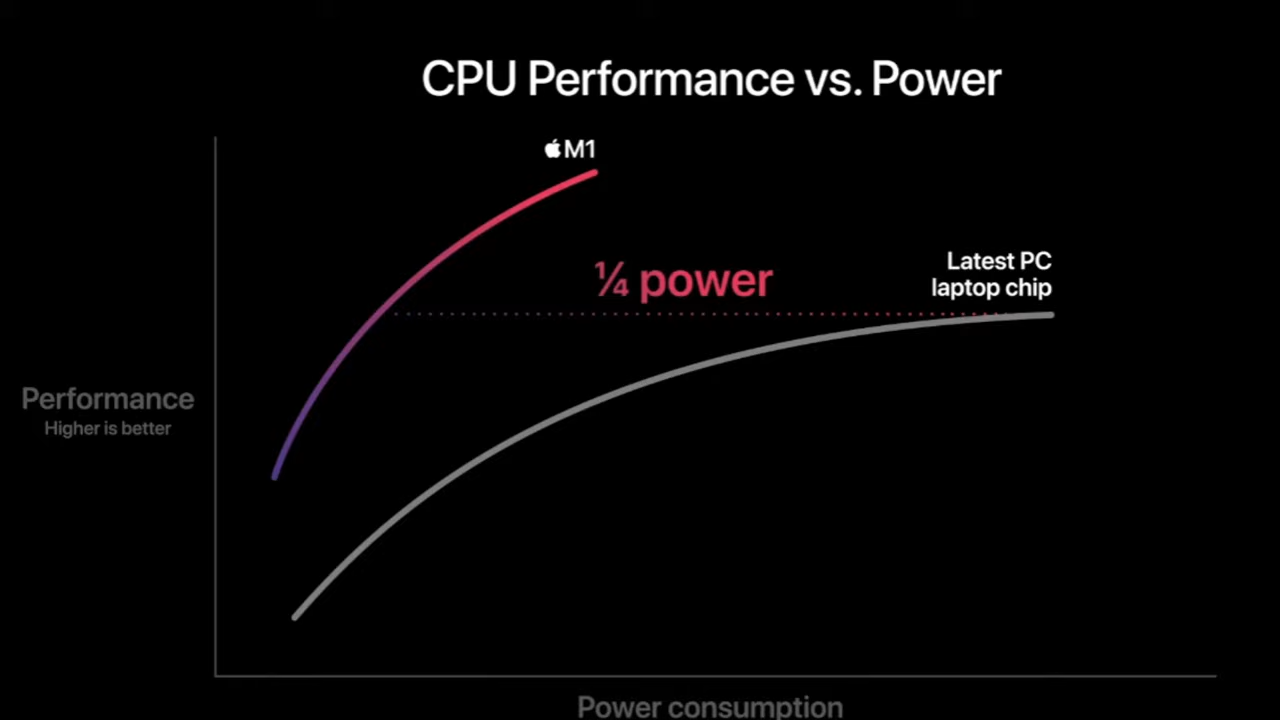 CPU Performance vs. Power
M1
Latest PC
laptop chip
¼ power
Performance
Higher is better
Power consumption